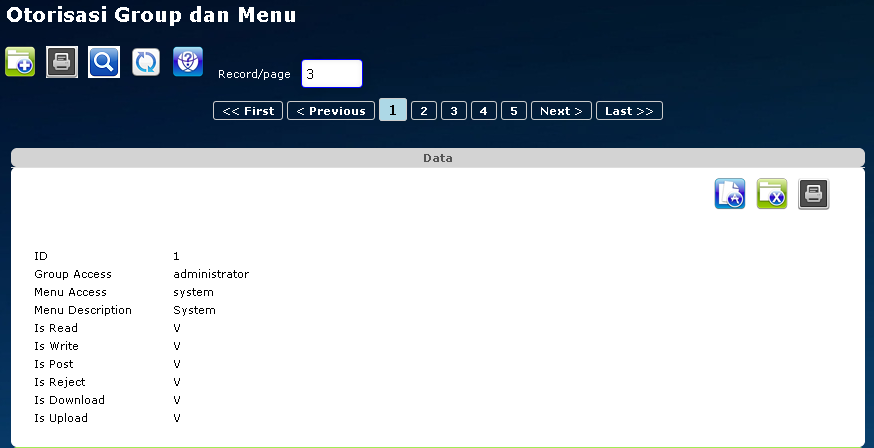 Otorisasi Group dan Menu
Record/page 3
<< First < Previous 1 2 3 4 5 Next > Last >>
Data
ID 1
Group Access administrator
Menu Access system
Menu Description System
Is Read V
Is Write V
Is Post V
Is Reject V
Is Download V
Is Upload V